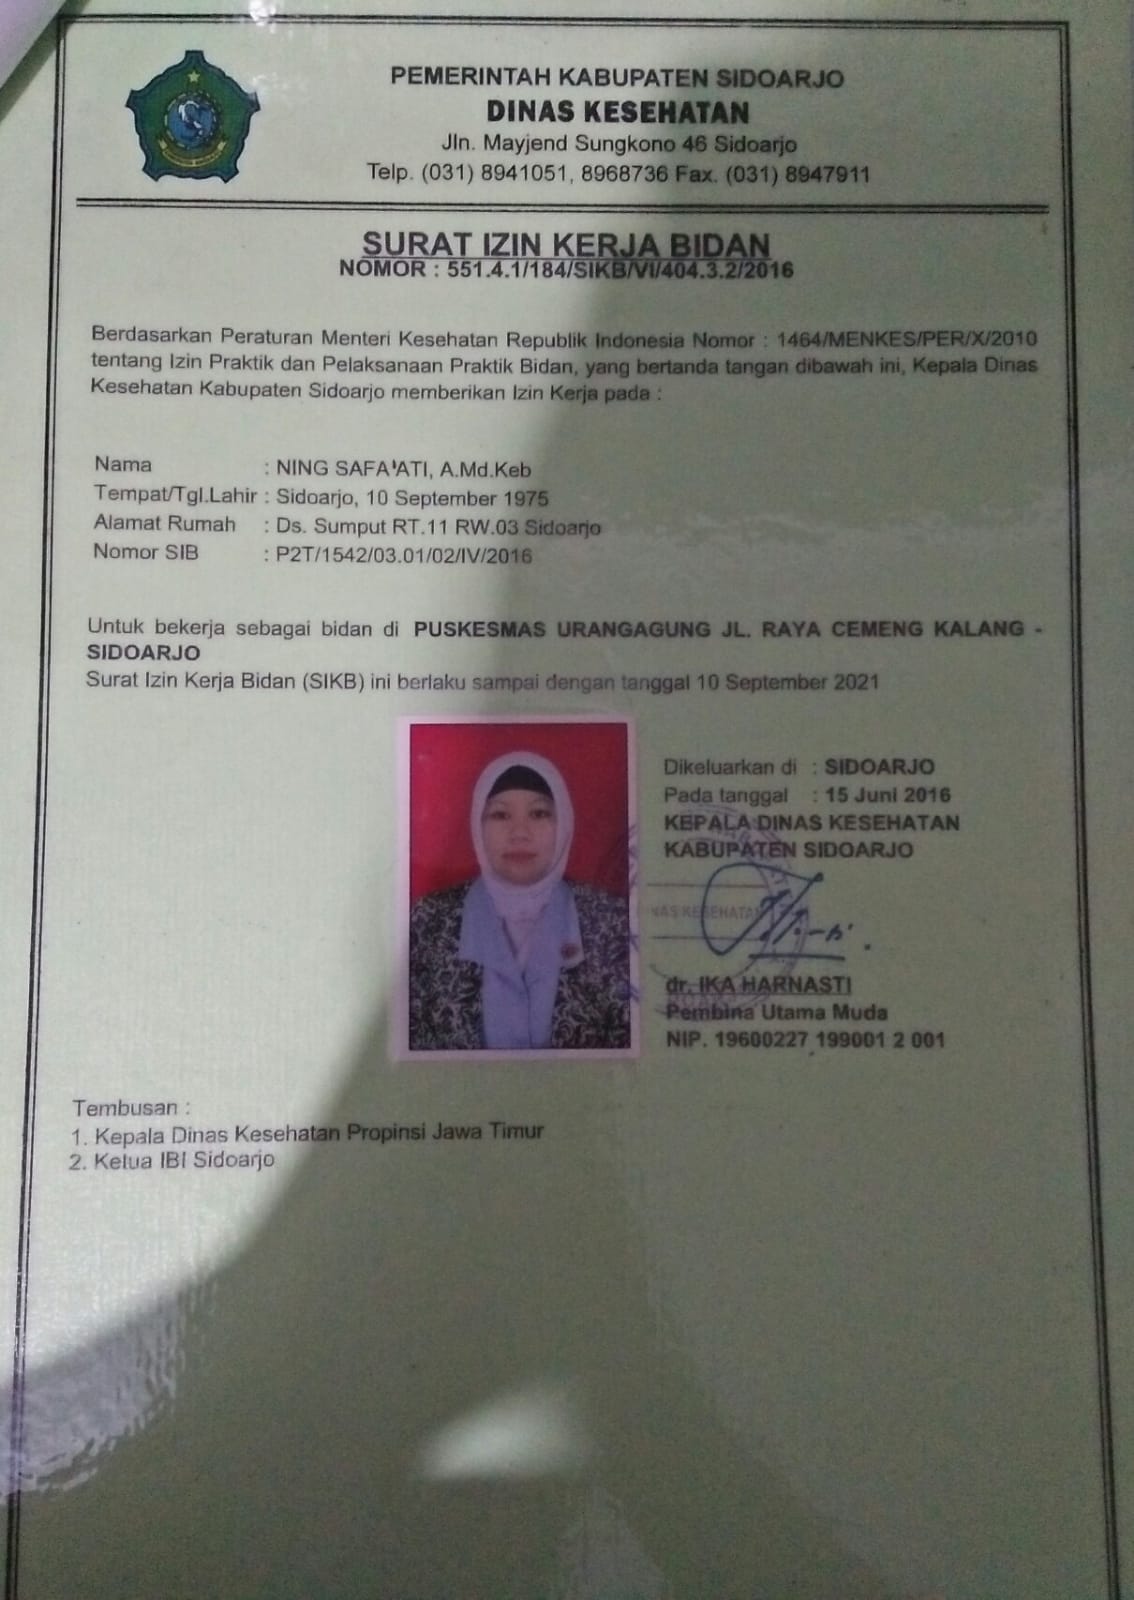 PEMERINTAH KABUPATEN SIDOARJO
DINAS KESEHATAN
Jln. Mayjend Sungkono 46 Sidoarjo
Telp. (031) 8941051, 8968736 Fax. (031) 8947911
SURAT IZIN KERJA BIDAN
NOMOR : 551.4.1/184/SIKB/VI/404.3.2/2016
Berdasarkan Peraturan Menteri Kesehatan Republik Indonesia Nomor : 1464/MENKES/PER/X/2010
tentang Izin Praktik dan Pelaksanaan Praktik Bidan, yang bertanda tangan dibawah ini, Kepala Dinas
Kesehatan Kabupaten Sidoarjo memberikan Izin Kerja pada :
Nama : NING SAFA'ATI, A.Md.Keb
Tempat/Tgl.Lahir : Sidoarjo, 10 September 1975
Alamat Rumah : Ds. Sumput RT.11 RW.03 Sidoarjo
Nomor SIB : P2T/1542/03.01/02/IV/2016
Untuk bekerja sebagai bidan di PUSKESMAS URANGAGUNG JL. RAYA CEMENG KALANG -
SIDOARJO
Surat Izin Kerja Bidan (SIKB) ini berlaku sampai dengan tanggal 10 September 2021
Dikeluarkan di : SIDOARJO
Pada tanggal : 15 Juni 2016
KEPALA DINAS KESEHATAN
KABUPATEN SIDOARJO
NAS KESEHATA
dr. IKA HARNASTI
Pembina Utama Muda
NIP. 19600227 199001 2 001
Tembusan :
1. Kepala Dinas Kesehatan Propinsi Jawa Timur
2. Ketua IBI Sidoarjo